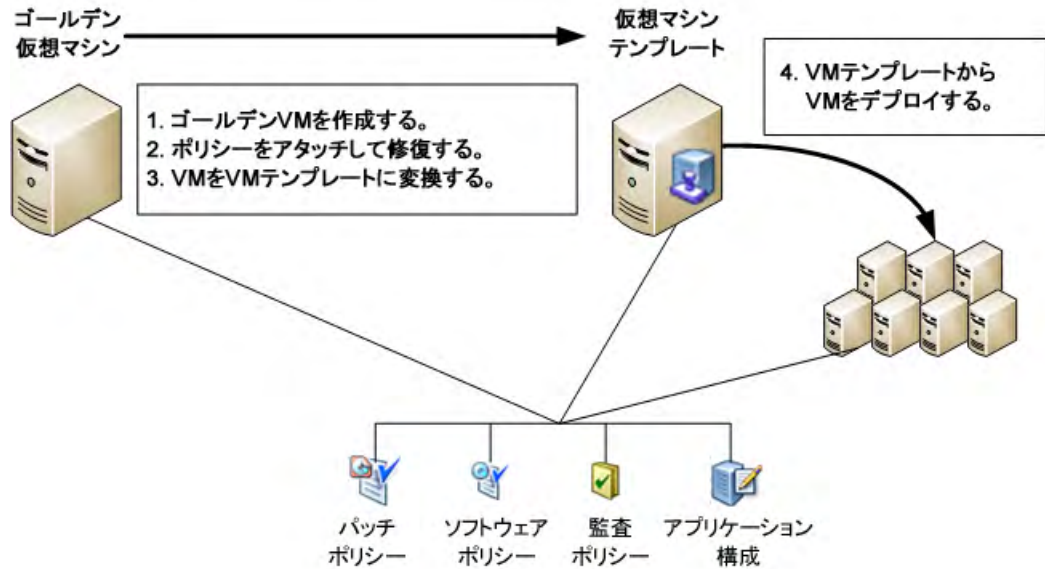 ゴールデン
仮想マシン
仮想マシン
テンプレート
1. ゴールデンVMを作成する。
2. ポリシーをアタッチして修復する。
3. VMをVMテンプレートに変換する。
4. VMテンプレートから
VMをデプロイする。
パッチ
ポリシー
ソフトウェア
ポリシー
監査
ポリシー
アプリケーション
構成